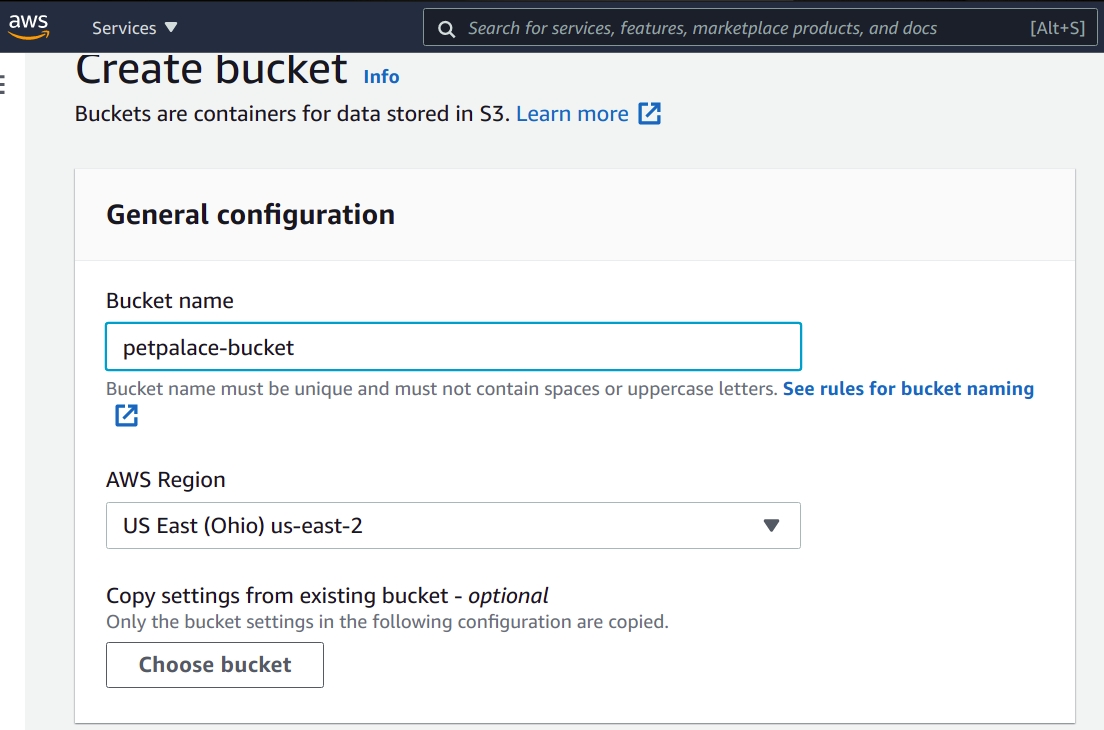 aws Services Search for services, features, marketplace products, and docs [Alt+S]
Create bucket Info
Buckets are containers for data stored in S3. Learn more
General configuration
Bucket name
petpalace-bucket
Bucket name must be unique and must not contain spaces or uppercase letters. See rules for bucket naming
AWS Region
US East (Ohio) us-east-2
Copy settings from existing bucket - optional
Only the bucket settings in the following configuration are copied.
Choose bucket